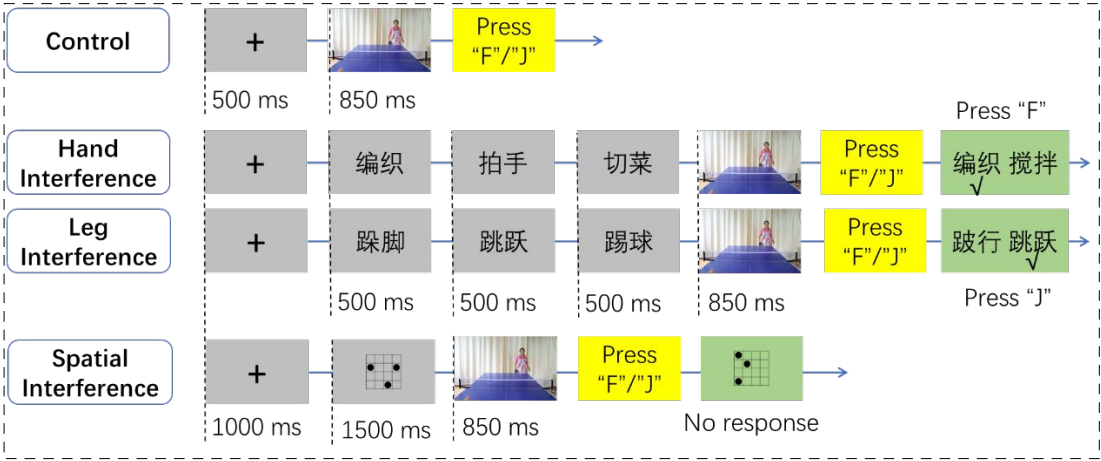 Control
+
Press
“F”/”J”
500 ms
850 ms
Press “F”
Hand
Interference
+
编织
拍手
切菜
Press
“F”/”J”
编织 搅拌
√
Leg
Interference
+
跺脚
跳跃
踢球
Press
“F”/”J”
跛行 跳跃
√
500 ms
500 ms
500 ms
850 ms
Press “J”
Spatial
Interference
+
Press
“F”/”J”
1000 ms
1500 ms
850 ms
No response